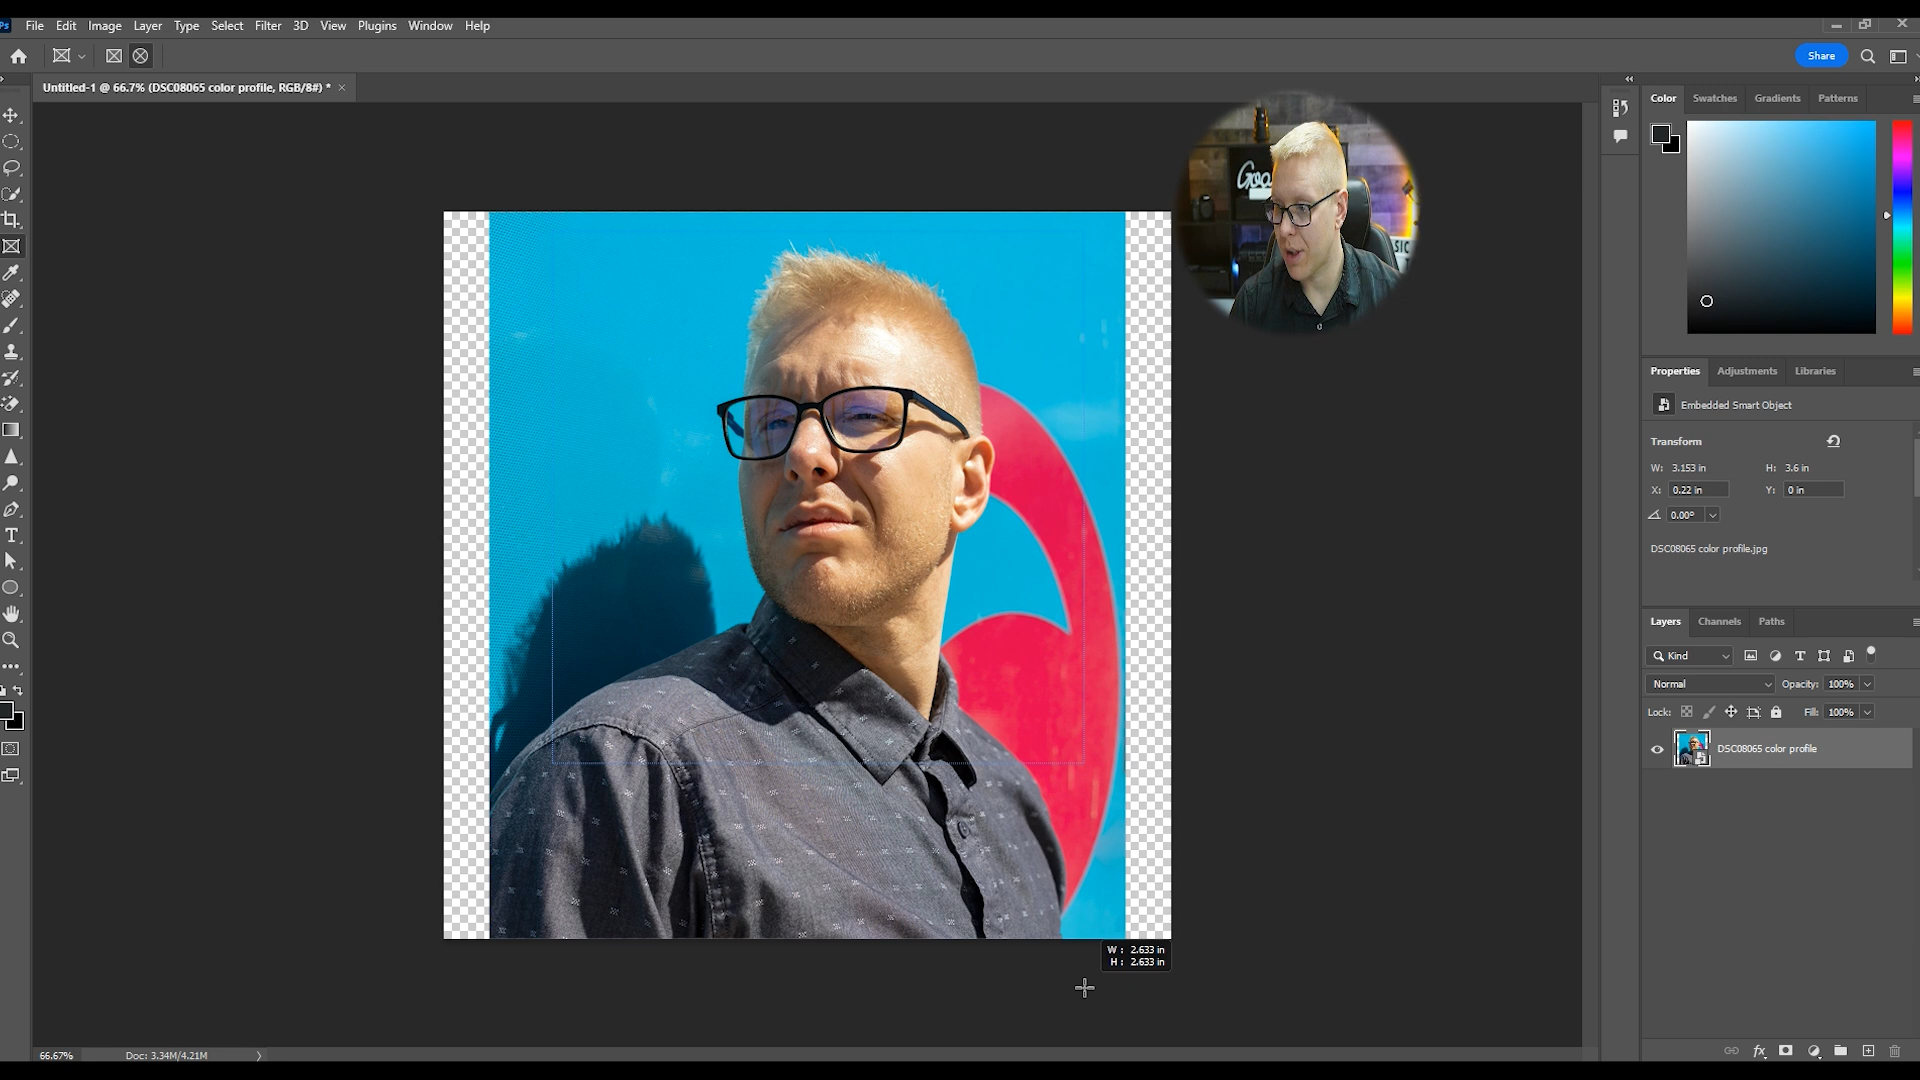 Ps File Edit Image Layer Type Select Filter 3D View Plugins Window Help
Share
Untitled-1 @ 66.7% (DSC08065 color profile, RGB/8#) * ×
Color Swatches Gradients Patterns
Goo
SIC
Properties Adjustments Libraries
Embedded Smart Object
Transform
W: 3.153 in H: 3.6 in
X: 0.22 in Y: 0 in
0.00°
DSC08065 color profile.jpg
Layers Channels Paths
Kind
Normal Opacity: 100%
Lock: Fill: 100%
DSC08065 color profile
W : 2.633 in
H : 2.633 in
66.67% Doc: 3.34M/4.21M
fx